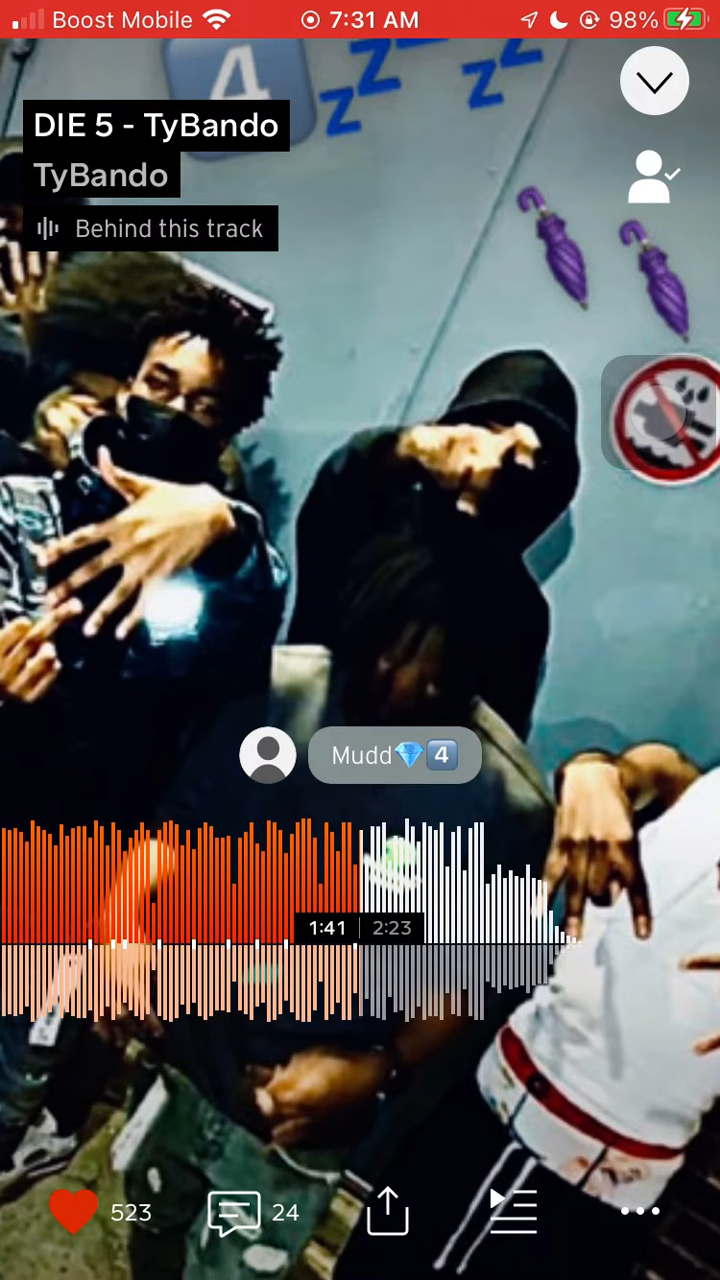 Boost Mobile 7:31 AM 98%
4
z z z z z
DIE 5 - TyBando
TyBando
Behind this track
Mudd💎4️⃣
1:41 | 2:23
523 24